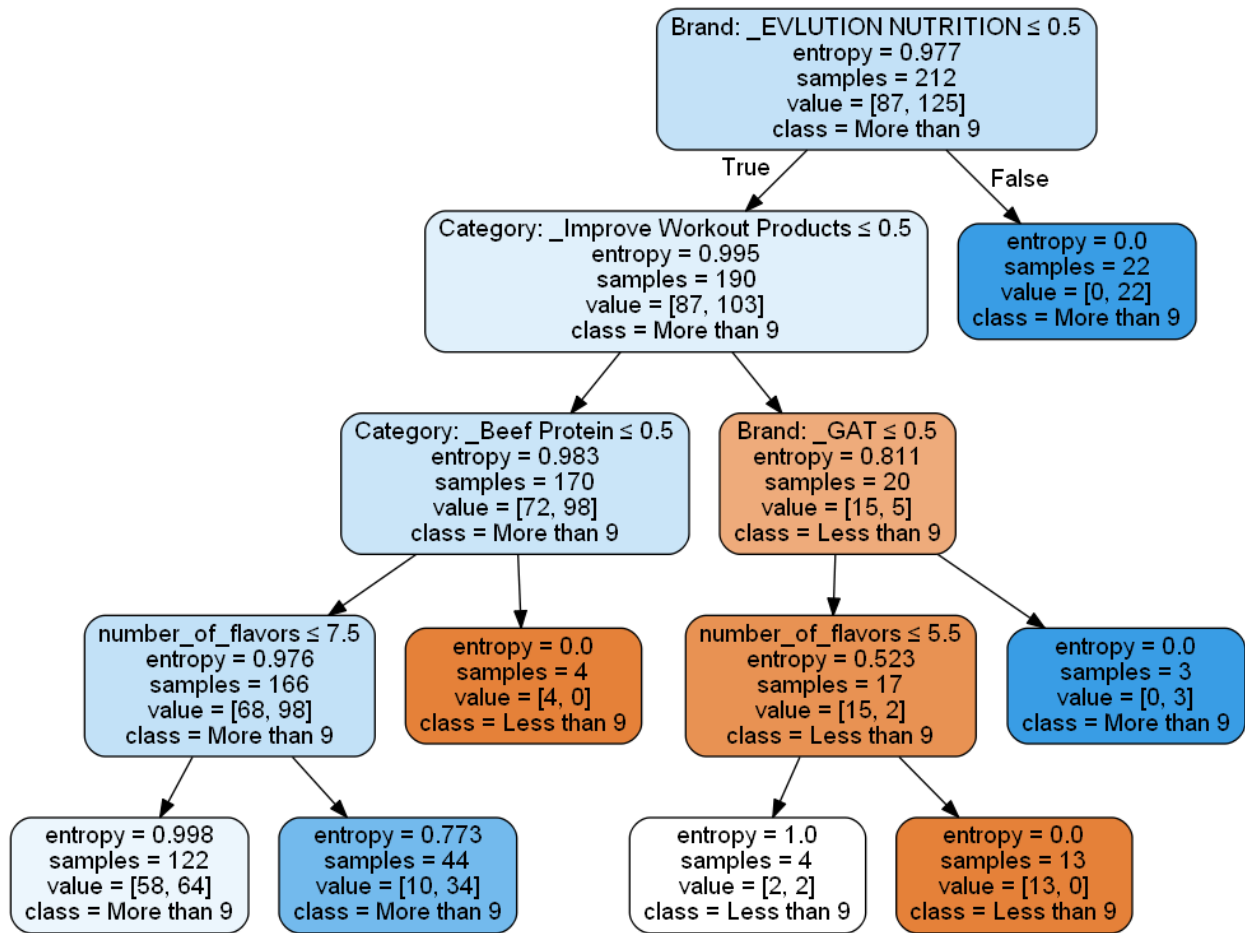 Brand: _EVLUTION NUTRITION ≤ 0.5
entropy = 0.977
samples = 212
value = [87, 125]
class = More than 9
True
False
Category: _Improve Workout Products ≤ 0.5
entropy = 0.995
samples = 190
value = [87, 103]
class = More than 9
entropy = 0.0
samples = 22
value = [0, 22]
class = More than 9
Category: _Beef Protein ≤ 0.5
entropy = 0.983
samples = 170
value = [72, 98]
class = More than 9
Brand: _GAT ≤ 0.5
entropy = 0.811
samples = 20
value = [15, 5]
class = Less than 9
number_of_flavors ≤ 7.5
entropy = 0.976
samples = 166
value = [68, 98]
class = More than 9
entropy = 0.0
samples = 4
value = [4, 0]
class = Less than 9
number_of_flavors ≤ 5.5
entropy = 0.523
samples = 17
value = [15, 2]
class = Less than 9
entropy = 0.0
samples = 3
value = [0, 3]
class = More than 9
entropy = 0.998
samples = 122
value = [58, 64]
class = More than 9
entropy = 0.773
samples = 44
value = [10, 34]
class = More than 9
entropy = 1.0
samples = 4
value = [2, 2]
class = Less than 9
entropy = 0.0
samples = 13
value = [13, 0]
class = Less than 9